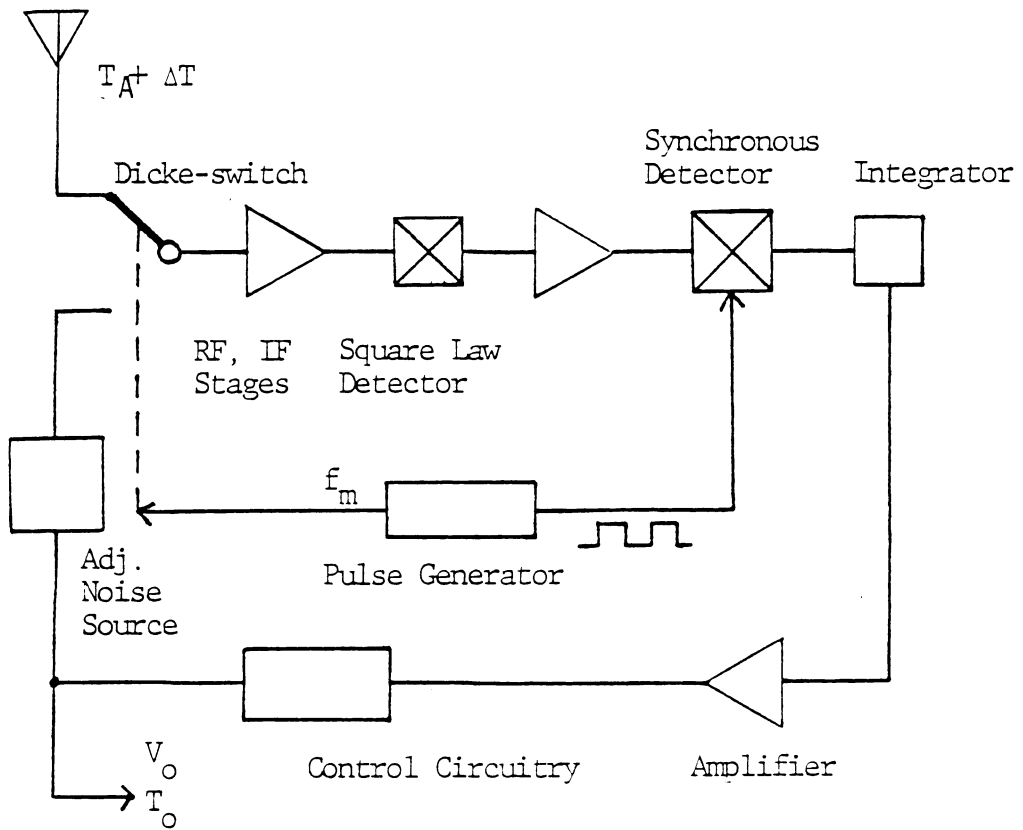 T_A + ΔT
Dicke-switch
Synchronous
Detector
Integrator
RF, IF
Stages
Square Law
Detector
f_m
Pulse Generator
Adj.
Noise
Source
V_o
T_o
Control Circuitry
Amplifier